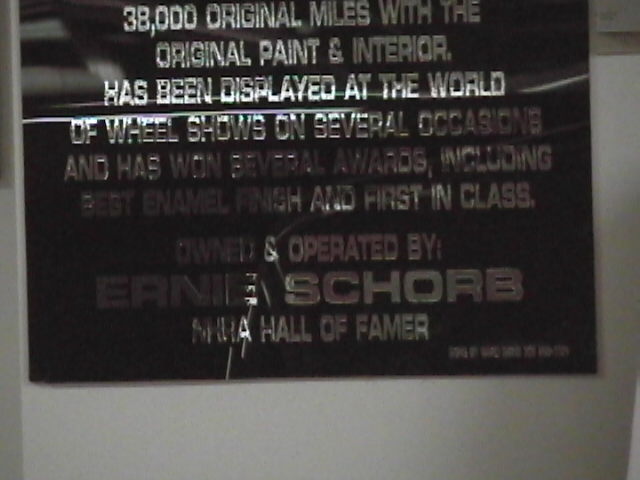 38,000 ORIGINAL MILES WITH THE
ORIGINAL PAINT & INTERIOR.
HAS BEEN DISPLAYED AT THE WORLD
OF WHEEL SHOWS ON SEVERAL OCCASIONS
AND HAS WON SEVERAL AWARDS, INCLUDING
BEST ENAMEL FINISH AND FIRST IN CLASS.
OWNED & OPERATED BY:
ERNIE SCHORB
NHRA HALL OF FAMER